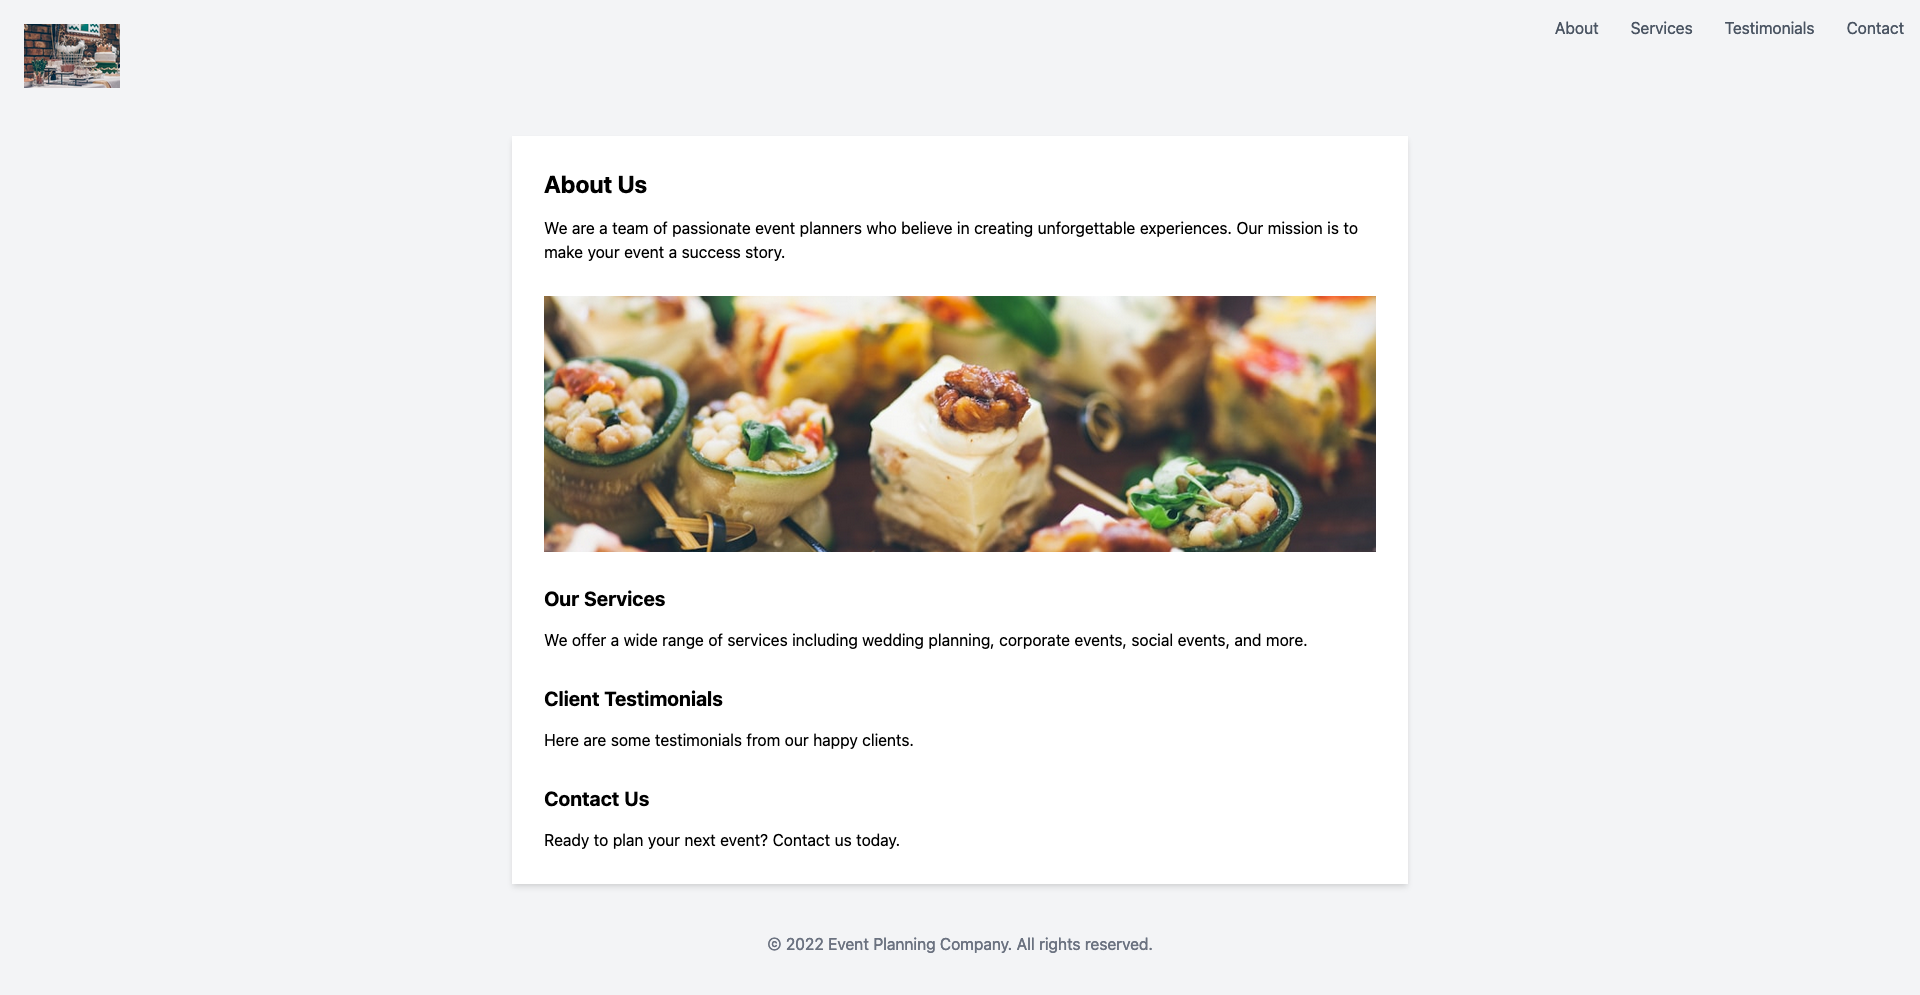 About Services Testimonials Contact
About Us
We are a team of passionate event planners who believe in creating unforgettable experiences. Our mission is to
make your event a success story.
Our Services
We offer a wide range of services including wedding planning, corporate events, social events, and more.
Client Testimonials
Here are some testimonials from our happy clients.
Contact Us
Ready to plan your next event? Contact us today.
© 2022 Event Planning Company. All rights reserved.